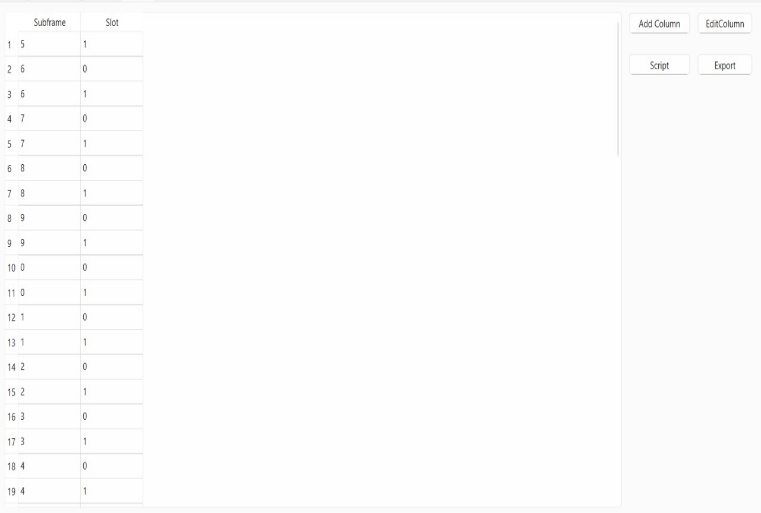 Subframe Slot Add Column EditColumn
1 5 1
Script Export
2 6 0
3 6 1
4 7 0
5 7 1
6 8 0
7 8 1
8 9 0
9 9 1
10 0 0
11 0 1
12 1 0
13 1 1
14 2 0
15 2 1
16 3 0
17 3 1
18 4 0
19 4 1